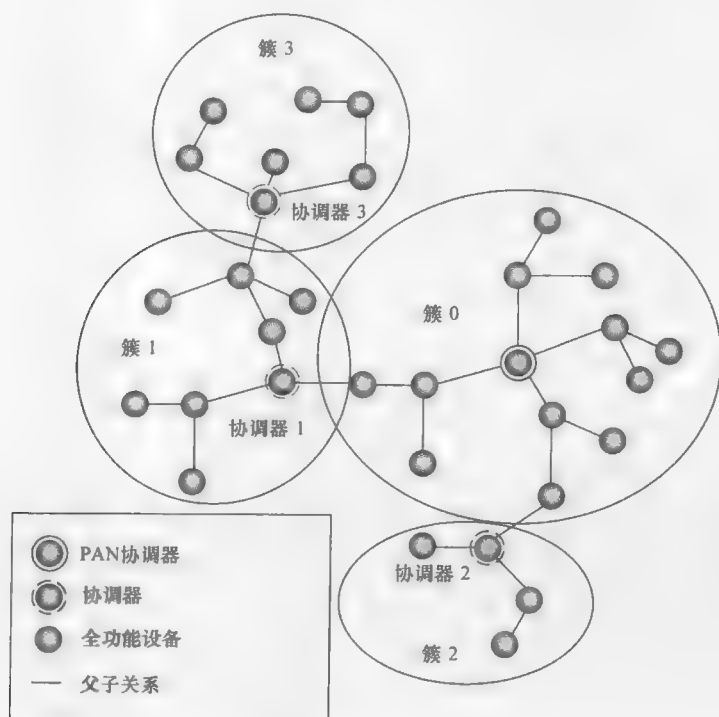 簇 3
协调器 3
簇 0
簇 1
协调器 1
协调器 2
簇 2
PAN协调器
协调器
全功能设备
父子关系